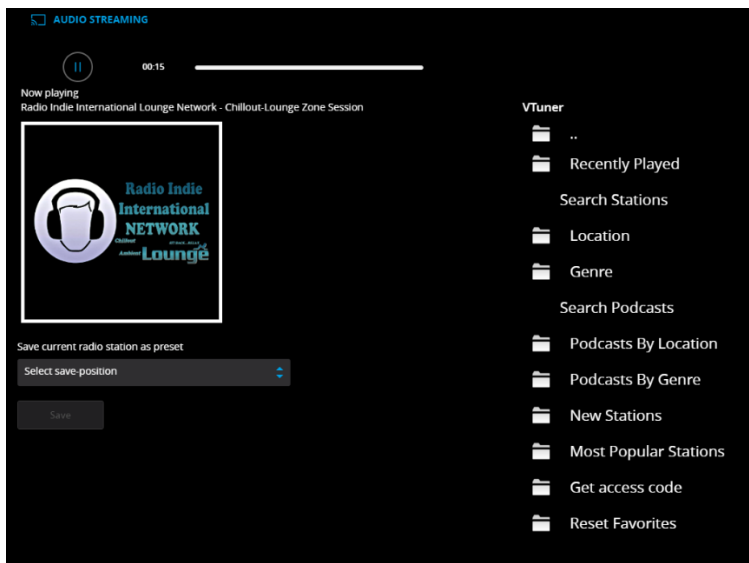 AUDIO STREAMING
00:15
Now playing
Radio Indie International Lounge Network - Chillout-Lounge Zone Session
Radio Indie
International
NETWORK
Chillout
Ambient Lounge
Save current radio station as preset
Select save-position
Save
VTuner
..
Recently Played
Search Stations
Location
Genre
Search Podcasts
Podcasts By Location
Podcasts By Genre
New Stations
Most Popular Stations
Get access code
Reset Favorites